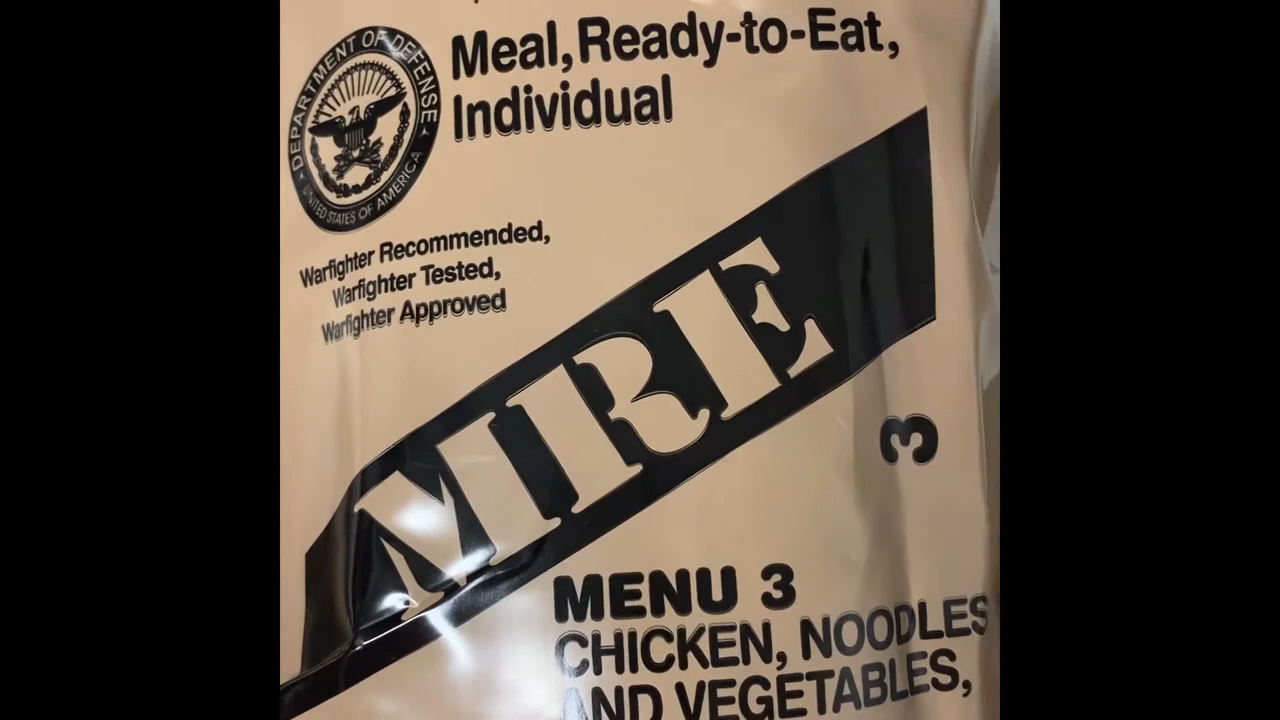 DEPARTMENT OF DEFENSE
UNITED STATES OF AMERICA
Meal, Ready-to-Eat,
Individual
Warfighter Recommended,
Warfighter Tested,
Warfighter Approved
MRE
3
MENU 3
CHICKEN, NOODLES
AND VEGETABLES,